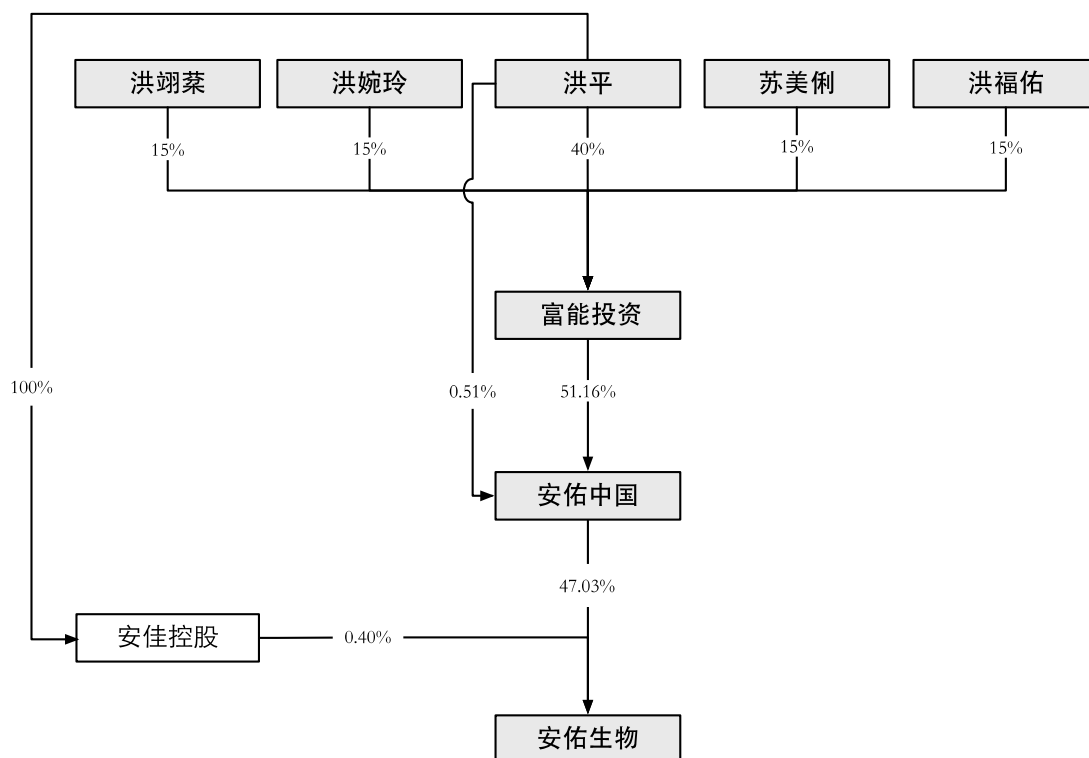 洪翊棻
洪婉玲
洪平
苏美俐
洪福佑
15%
15%
40%
15%
15%
富能投资
100%
0.51%
51.16%
安佑中国
47.03%
安佳控股
0.40%
安佑生物